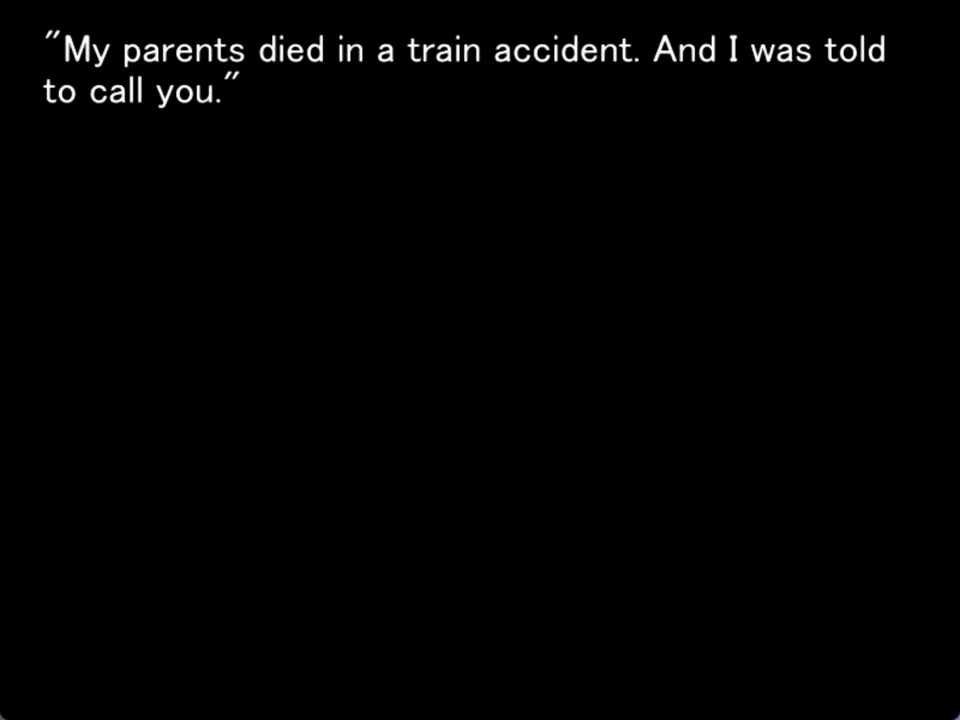 "My parents died in a train accident. And I was told
to call you."